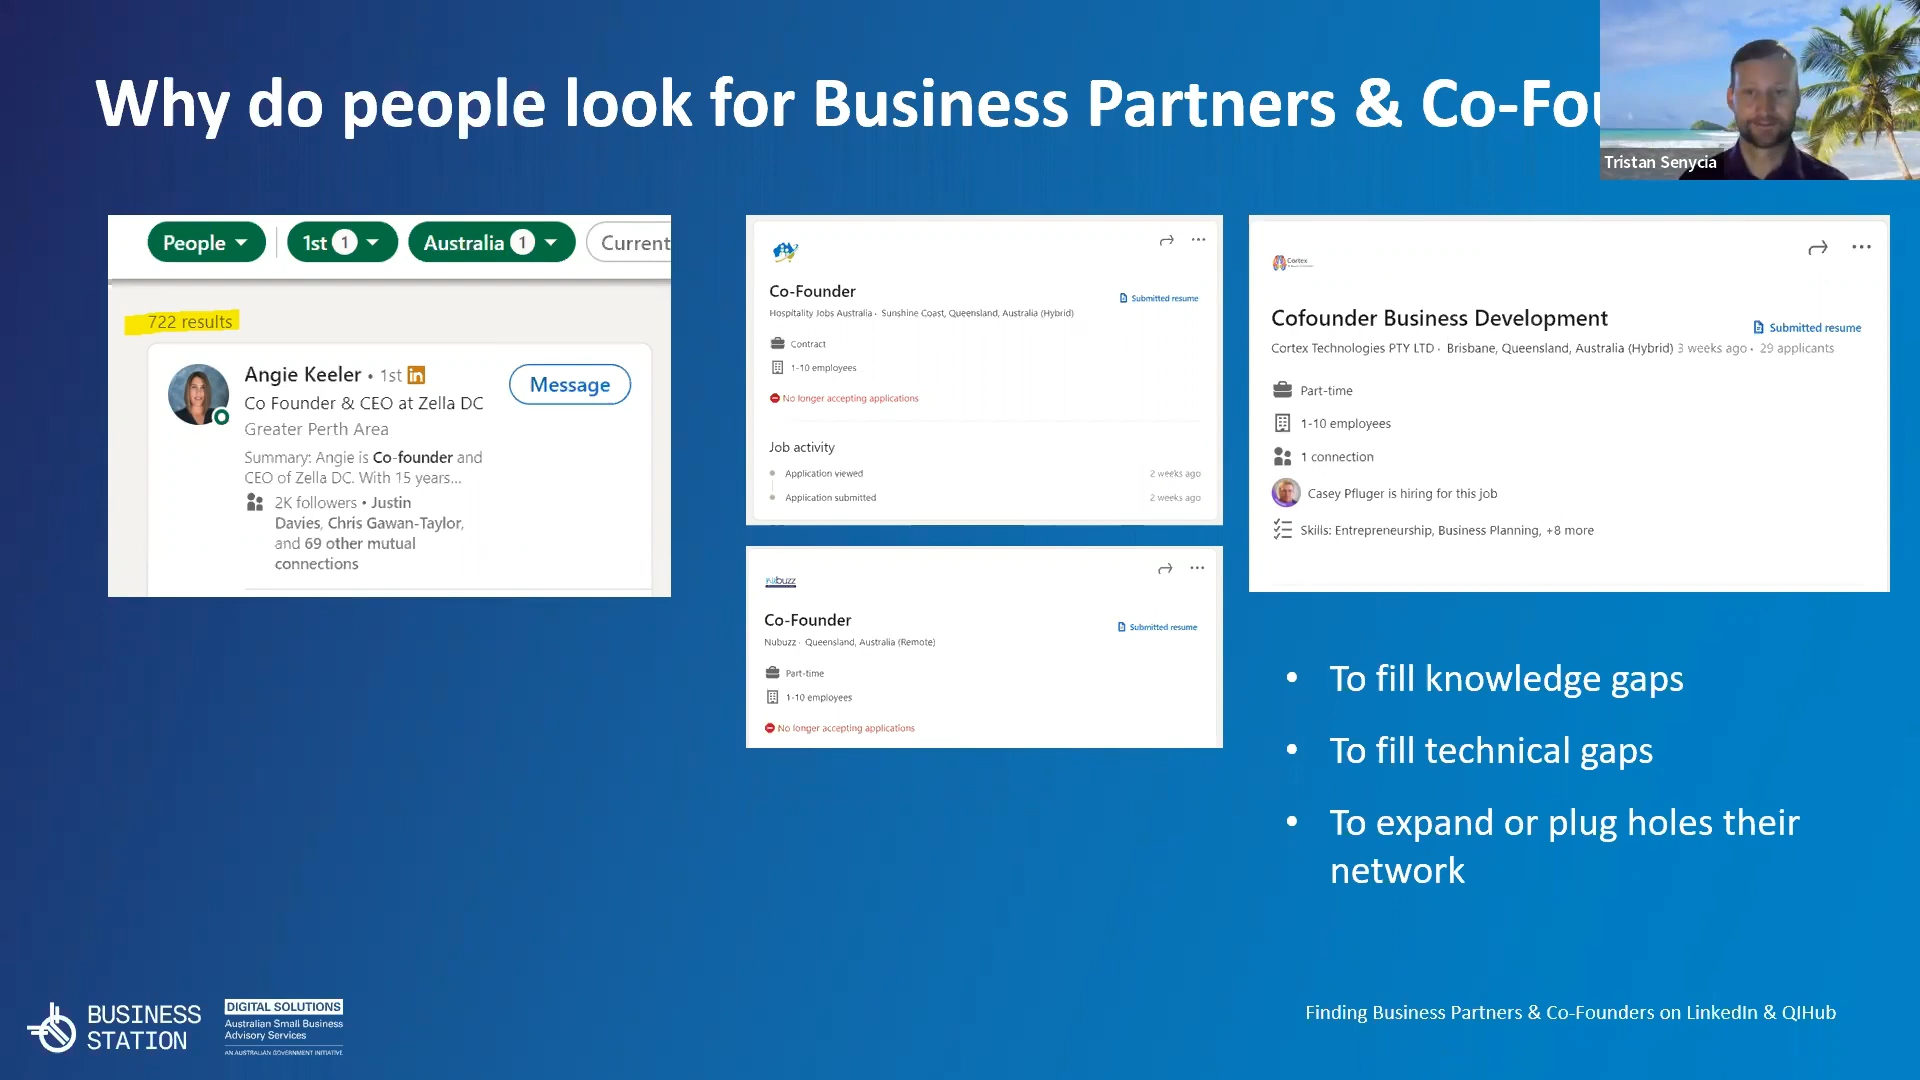 Why do people look for Business Partners & Co-Fou
Tristan Senycia
People
1st 1
Australia 1
Current
722 results
Angie Keeler • 1st in
Message
Co Founder & CEO at Zella DC
Greater Perth Area
Summary: Angie is Co-founder and
CEO of Zella DC. With 15 years...
2K followers • Justin
Davies, Chris Gawan-Taylor,
and 69 other mutual
connections
Co-Founder
Submitted resume
Hospitality Jobs Australia · Sunshine Coast, Queensland, Australia (Hybrid)
Contract
1-10 employees
No longer accepting applications
Job activity
Application viewed 2 weeks ago
Application submitted 2 weeks ago
nubuzz
Co-Founder
Submitted resume
Nubuzz · Queensland, Australia (Remote)
Part-time
1-10 employees
No longer accepting applications
Cortex
Cofounder Business Development
Submitted resume
Cortex Technologies PTY LTD · Brisbane, Queensland, Australia (Hybrid) 3 weeks ago · 29 applicants
Part-time
1-10 employees
1 connection
Casey Pfluger is hiring for this job
Skills: Entrepreneurship, Business Planning, +8 more
• To fill knowledge gaps
• To fill technical gaps
• To expand or plug holes their
network
BUSINESS
STATION
DIGITAL SOLUTIONS
Australian Small Business
Advisory Services
AN AUSTRALIAN GOVERNMENT INITIATIVE
Finding Business Partners & Co-Founders on LinkedIn & QIHub